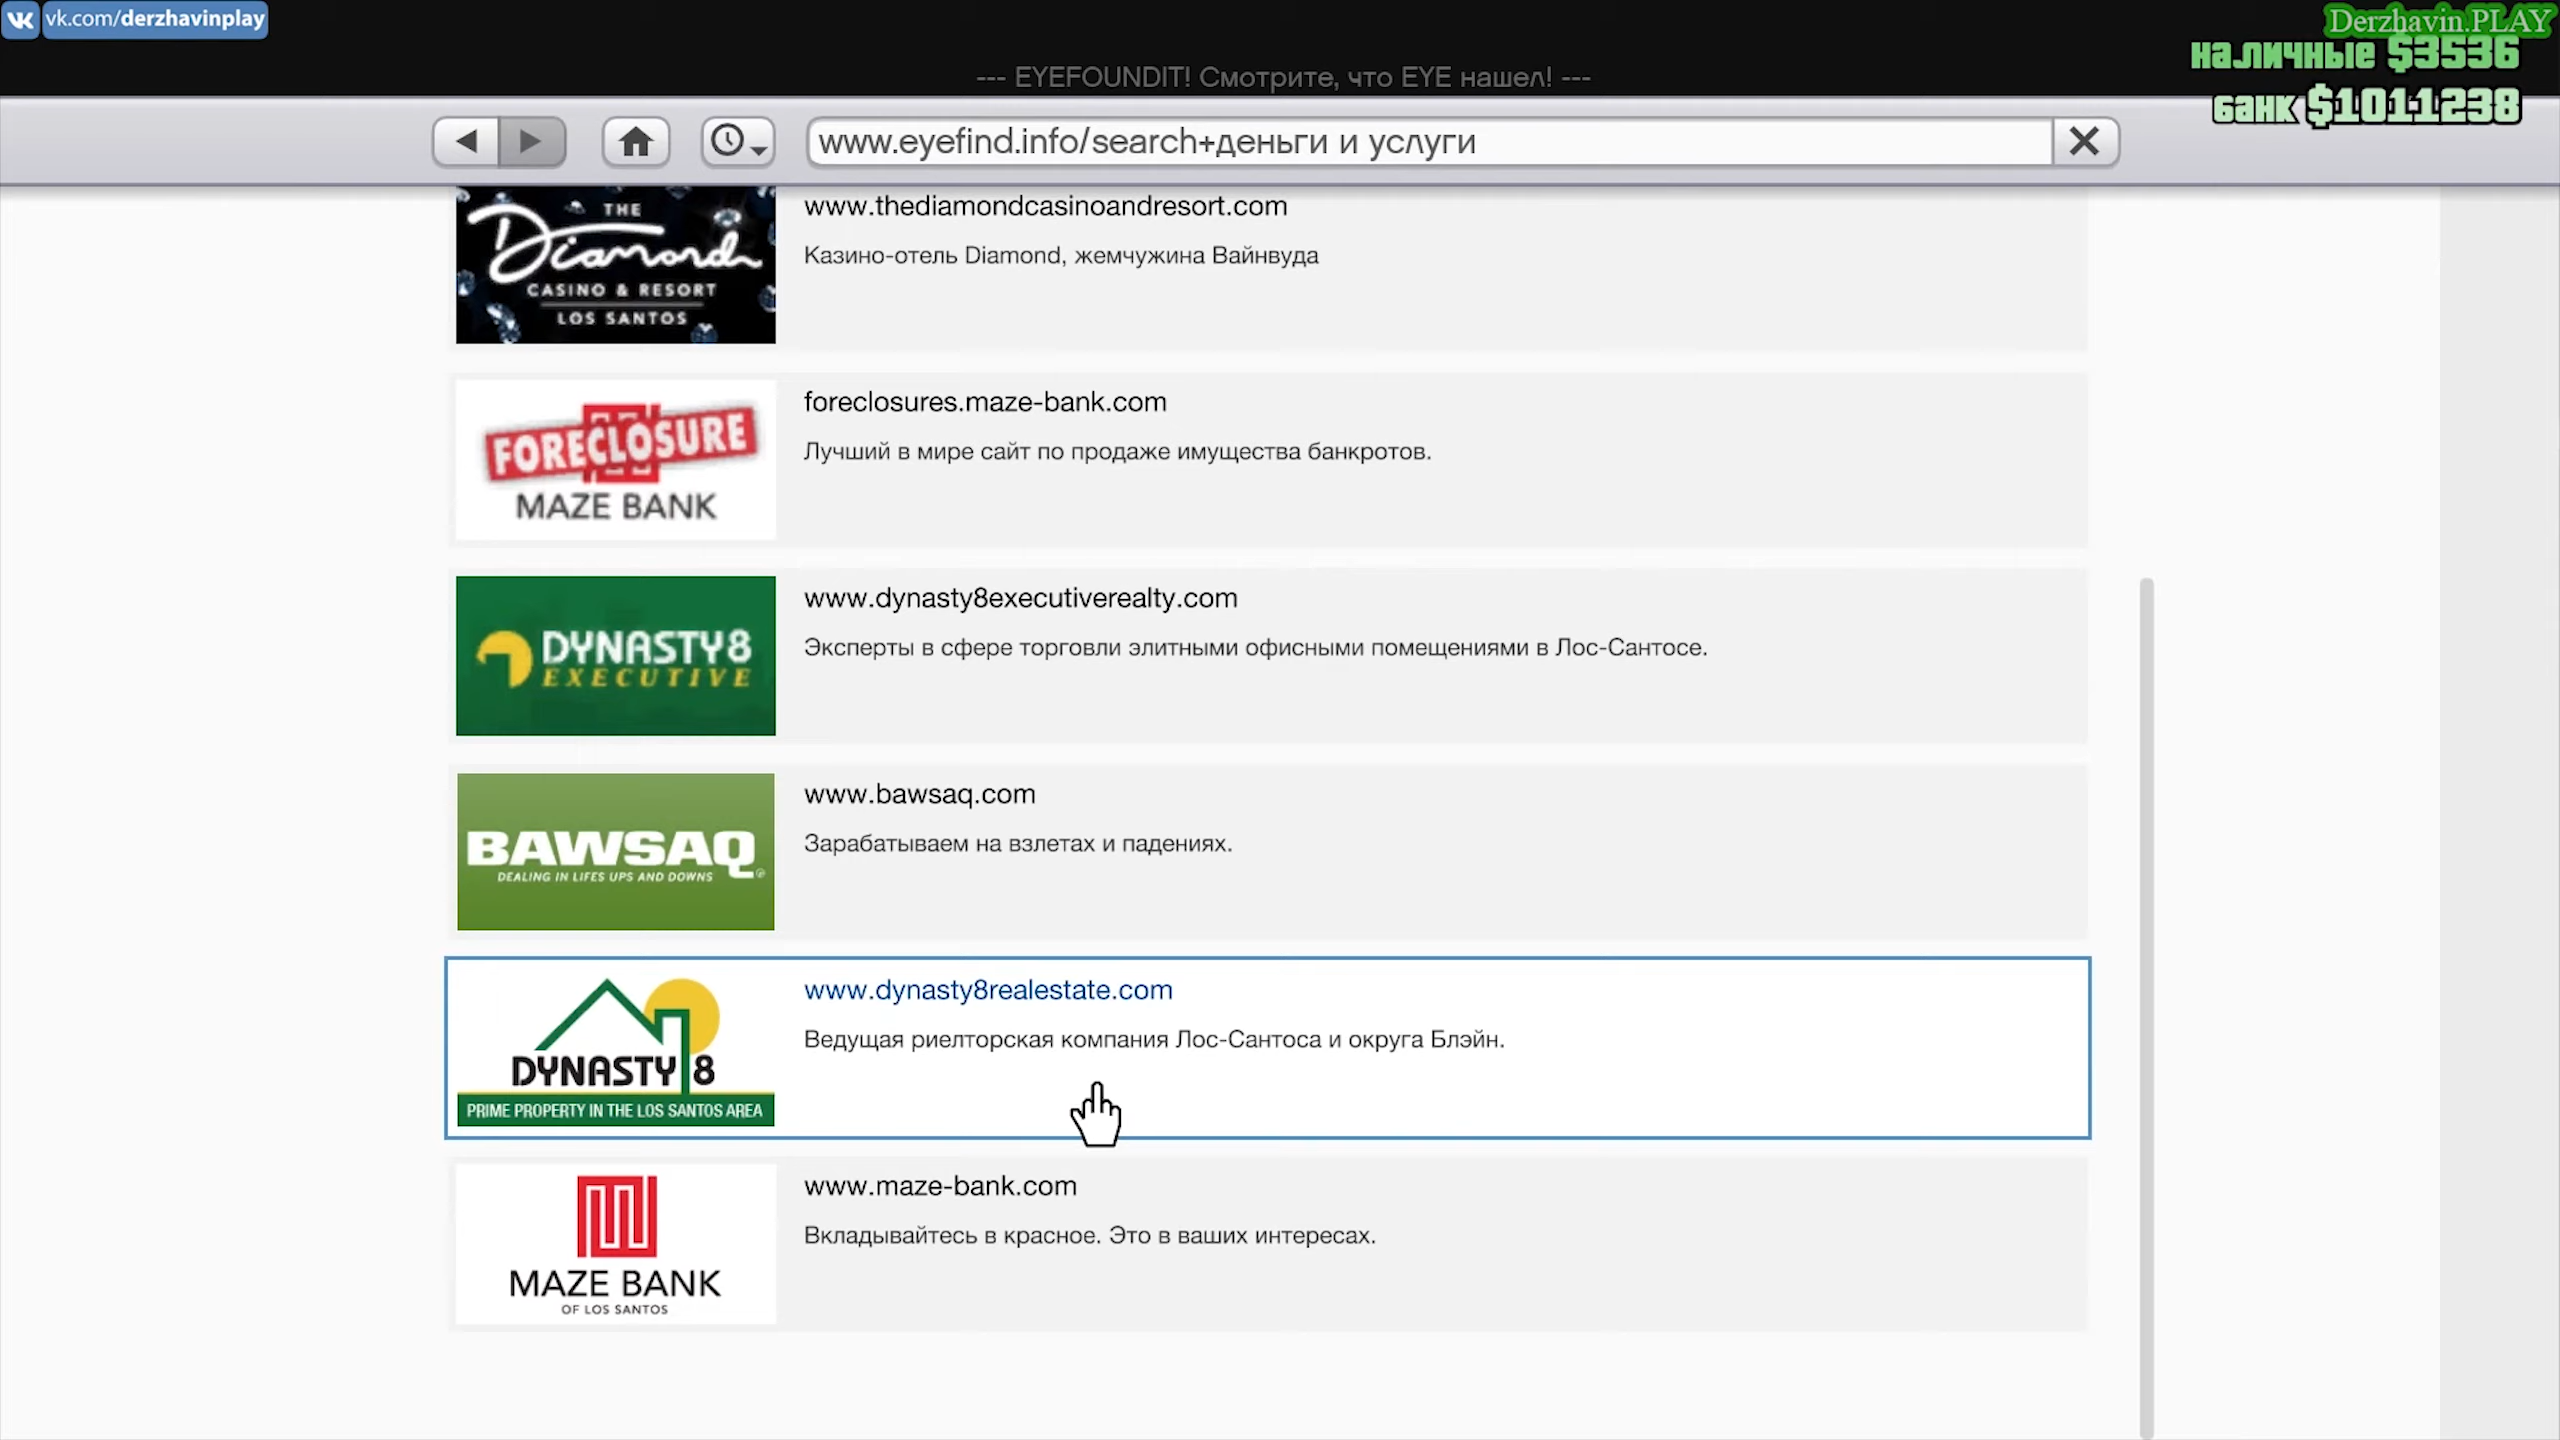 vk.com/derzhavinplay
Derzhavin.PLAY
наличные $3536
--- EYEFOUNDIT! Смотрите, что EYE нашел! ---
банк $1011238
www.eyefind.info/search+деньги и услуги
THE
Diamond
CASINO & RESORT
LOS SANTOS
www.thediamondcasinoandresort.com
Казино-отель Diamond, жемчужина Вайнвуда
FORECLOSURE
MAZE BANK
foreclosures.maze-bank.com
Лучший в мире сайт по продаже имущества банкротов.
DYNASTY8
EXECUTIVE
www.dynasty8executiverealty.com
Эксперты в сфере торговли элитными офисными помещениями в Лос-Сантосе.
BAWSAQ
DEALING IN LIFES UPS AND DOWNS
www.bawsaq.com
Зарабатываем на взлетах и падениях.
DYNASTY 8
PRIME PROPERTY IN THE LOS SANTOS AREA
www.dynasty8realestate.com
Ведущая риелторская компания Лос-Сантоса и округа Блэйн.
MAZE BANK
OF LOS SANTOS
www.maze-bank.com
Вкладывайтесь в красное. Это в ваших интересах.